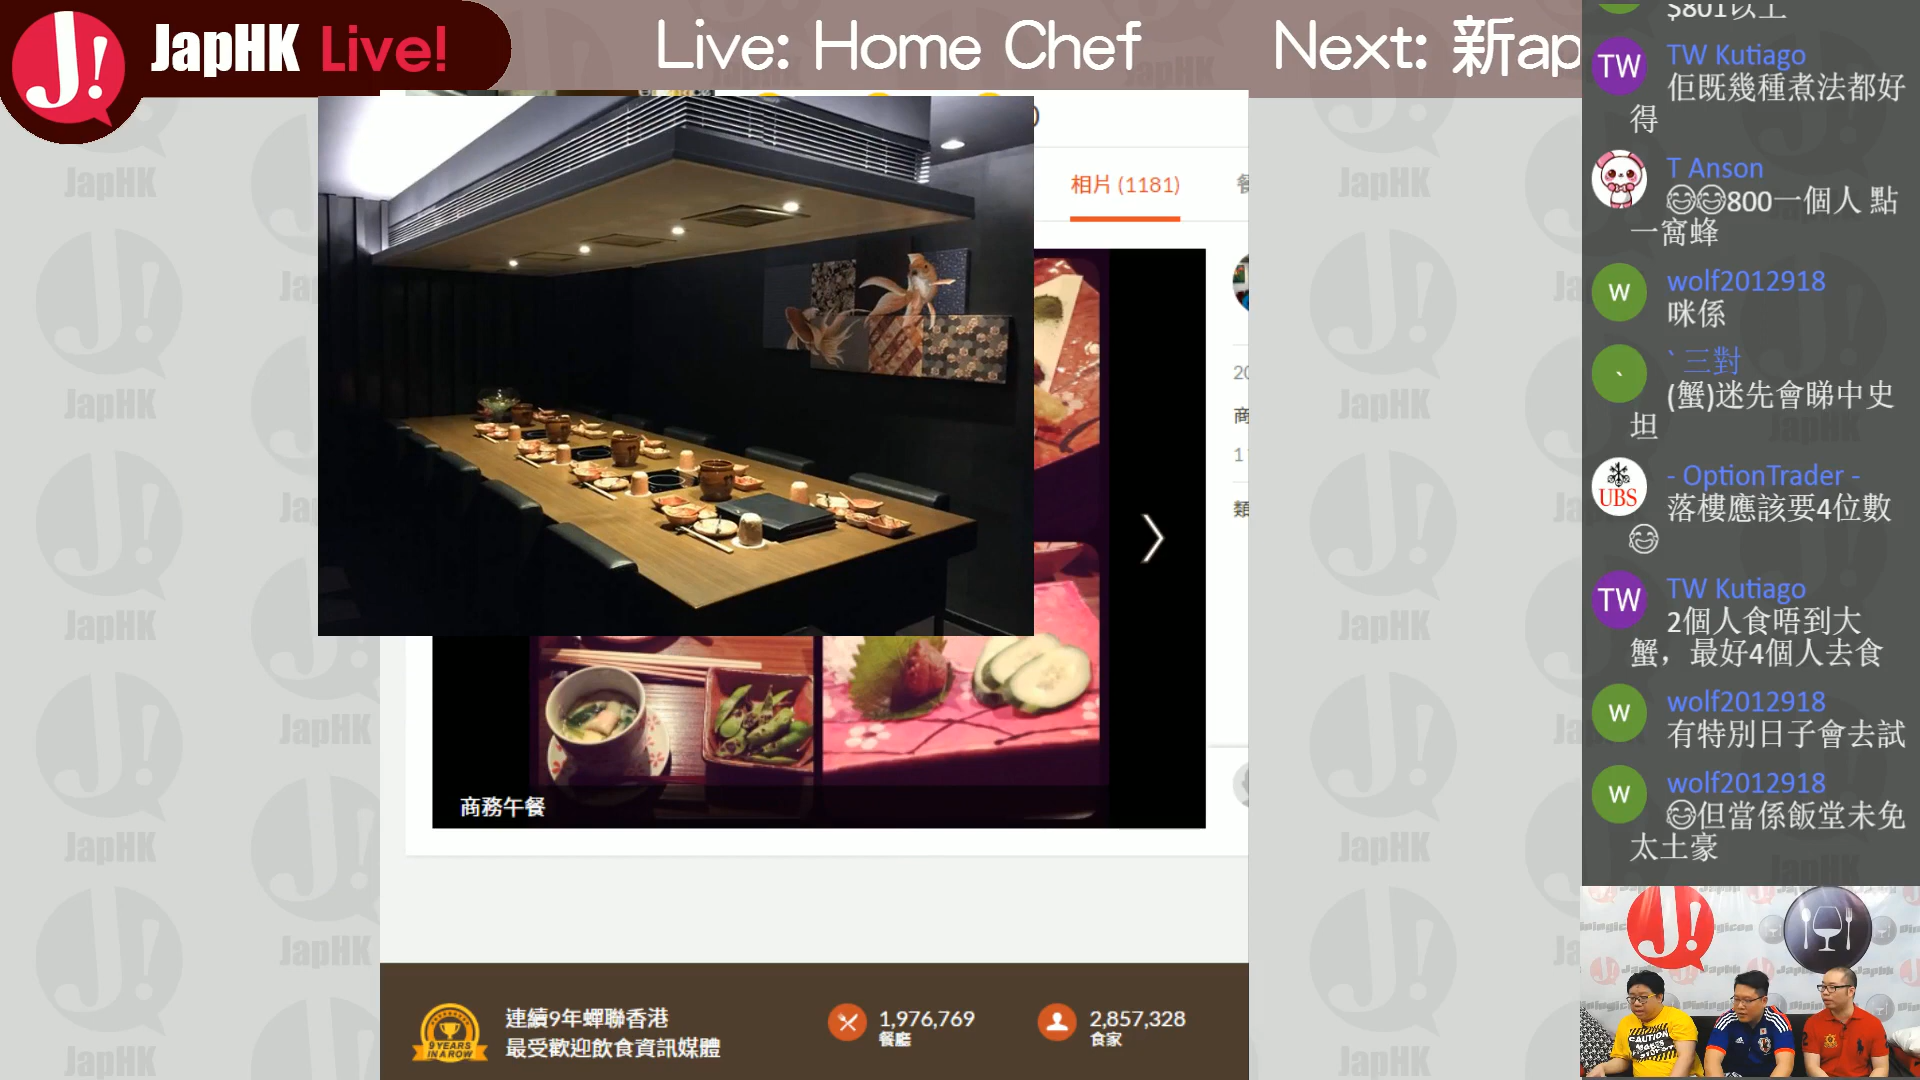 JapHK Live!
Live: Home Chef
Next: 新ap
相片 (1181)
商務午餐
連續9年蟬聯香港
最受歡迎飲食資訊媒體
9 YEARS
IN A ROW
1,976,769
餐廳
2,857,328
食家
$801以上
TW Kutiago
佢既幾種煮法都好
得
T Anson
😂😂800一個人 點
一窩蜂
wolf2012918
咪係
` 三對
(蟹)迷先會睇中史
坦
- OptionTrader -
落樓應該要4位數
😂
TW Kutiago
2個人食唔到大
蟹，最好4個人去食
wolf2012918
有特別日子會去試
wolf2012918
😂但當係飯堂未免
太土豪
TW
W
UBS
TW
W
W
JapHK
CAUTION